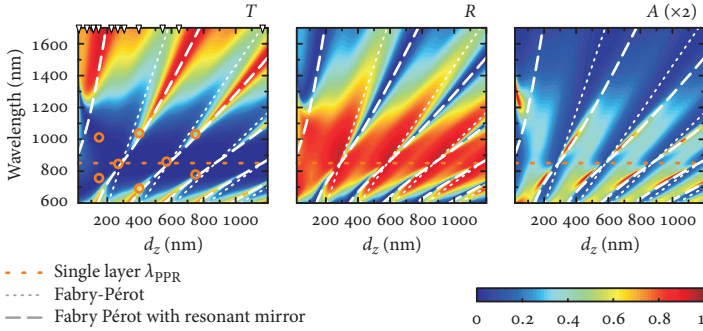 T R A (×2)
Wavelength (nm)
1600
1400
1200
1000
800
600
200 400 600 800 1000
200 400 600 800 1000
200 400 600 800 1000
d_z (nm) d_z (nm) d_z (nm)
Single layer λ_PPR
Fabry-Pérot
Fabry Pérot with resonant mirror
0 0.2 0.4 0.6 0.8 1